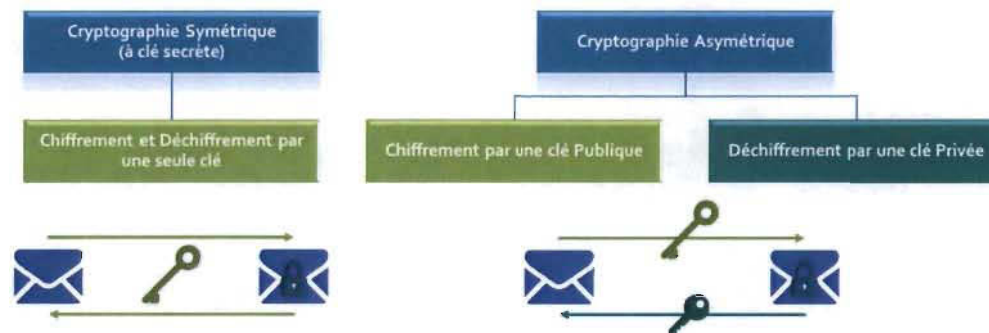 Cryptographie Symétrique
(à clé secrète)
Chiffrement et Déchiffrement par
une seule clé
Cryptographie Asymétrique
Chiffrement par une clé Publique
Déchiffrement par une clé Privée